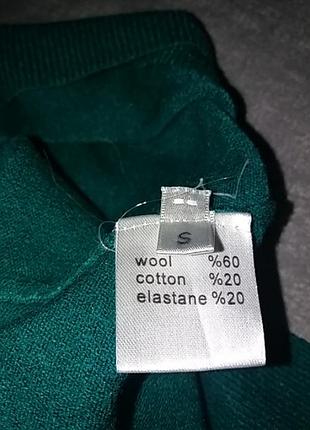 S
wool %60
cotton %20
elastane %20